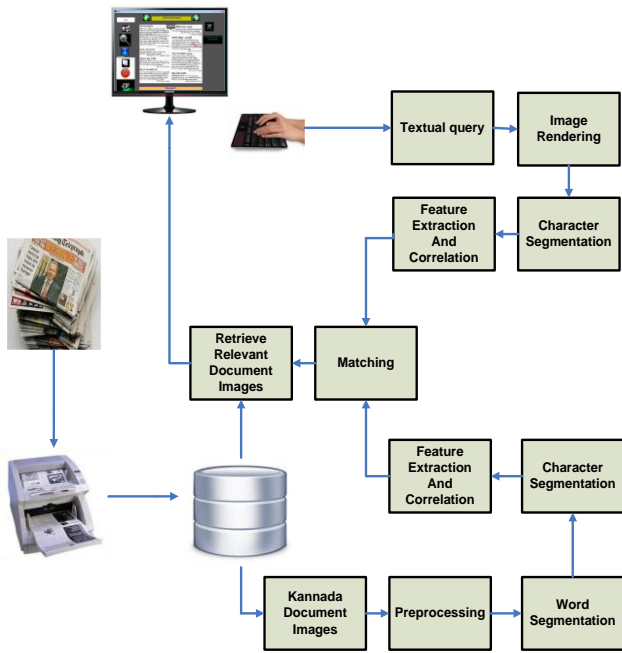 Textual query
Image
Rendering
Feature
Extraction
And
Correlation
Character
Segmentation
Retrieve
Relevant
Document
Images
Matching
Feature
Extraction
And
Correlation
Character
Segmentation
Kannada
Document
Images
Preprocessing
Word
Segmentation